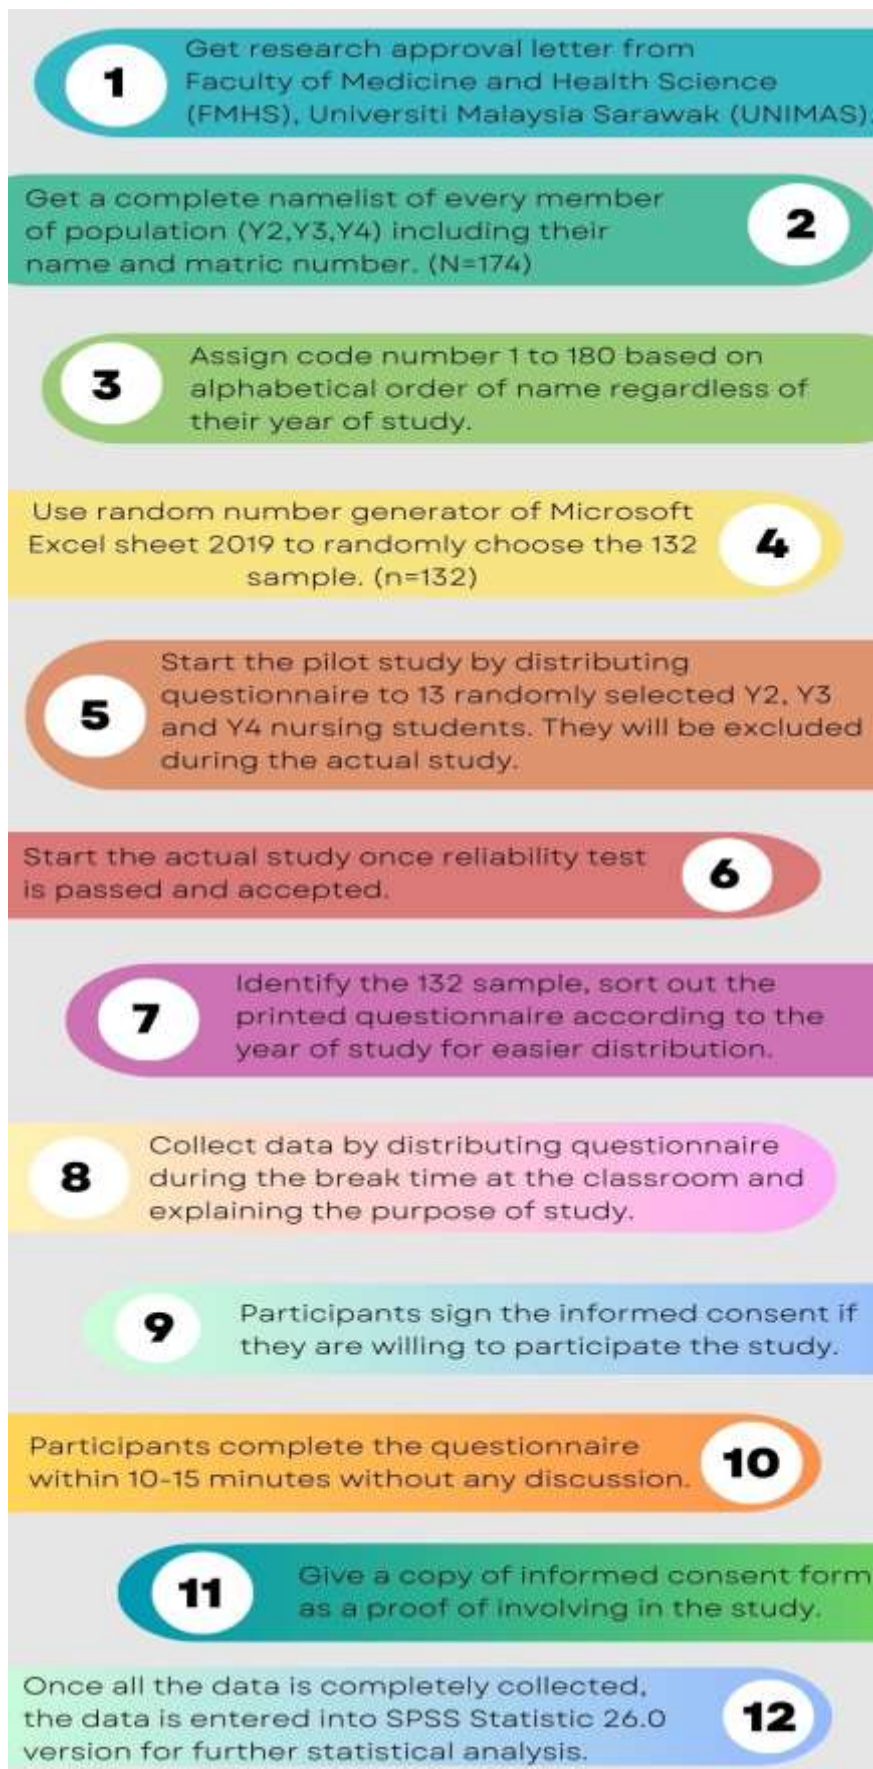 1
Get research approval letter from
Faculty of Medicine and Health Science
(FMHS), Universiti Malaysia Sarawak (UNIMAS).
Get a complete namelist of every member
of population (Y2,Y3,Y4) including their
name and matric number. (N=174)
2
3
Assign code number 1 to 180 based on
alphabetical order of name regardless of
their year of study.
Use random number generator of Microsoft
Excel sheet 2019 to randomly choose the 132
sample. (n=132)
4
5
Start the pilot study by distributing
questionnaire to 13 randomly selected Y2, Y3
and Y4 nursing students. They will be excluded
during the actual study.
Start the actual study once reliability test
is passed and accepted.
6
7
Identify the 132 sample, sort out the
printed questionnaire according to the
year of study for easier distribution.
8
Collect data by distributing questionnaire
during the break time at the classroom and
explaining the purpose of study.
9
Participants sign the informed consent if
they are willing to participate the study.
Participants complete the questionnaire
within 10-15 minutes without any discussion.
10
11
Give a copy of informed consent form
as a proof of involving in the study.
Once all the data is completely collected,
the data is entered into SPSS Statistic 26.0
version for further statistical analysis.
12